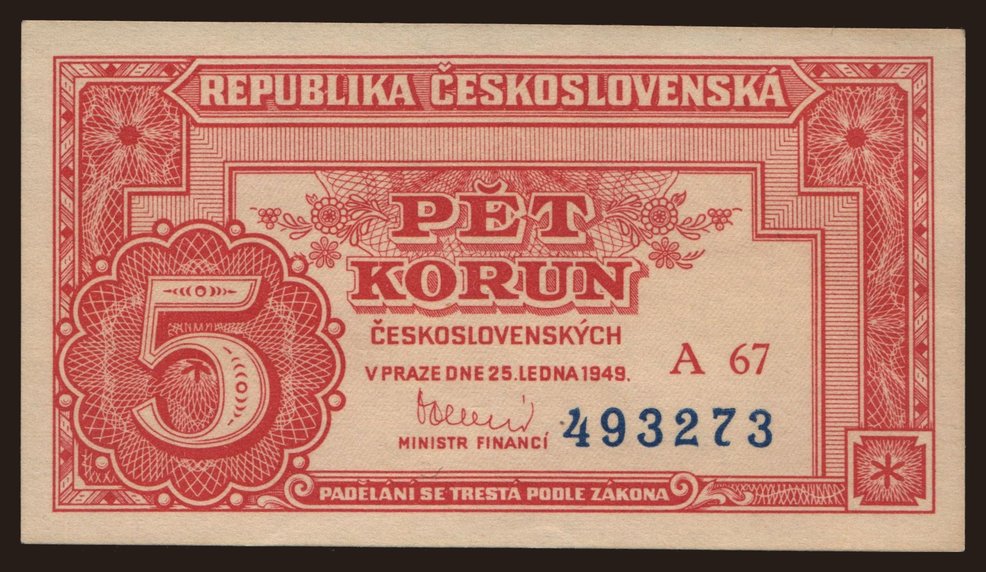 REPUBLIKA ČESKOSLOVENSKÁ
PĚT
KORUN
ČESKOSLOVENSKÝCH
V PRAZE DNE 25. LEDNA 1949.
A 67
MINISTR FINANCÍ
493273
5
PADĚLÁNÍ SE TRESTÁ PODLE ZÁKONA